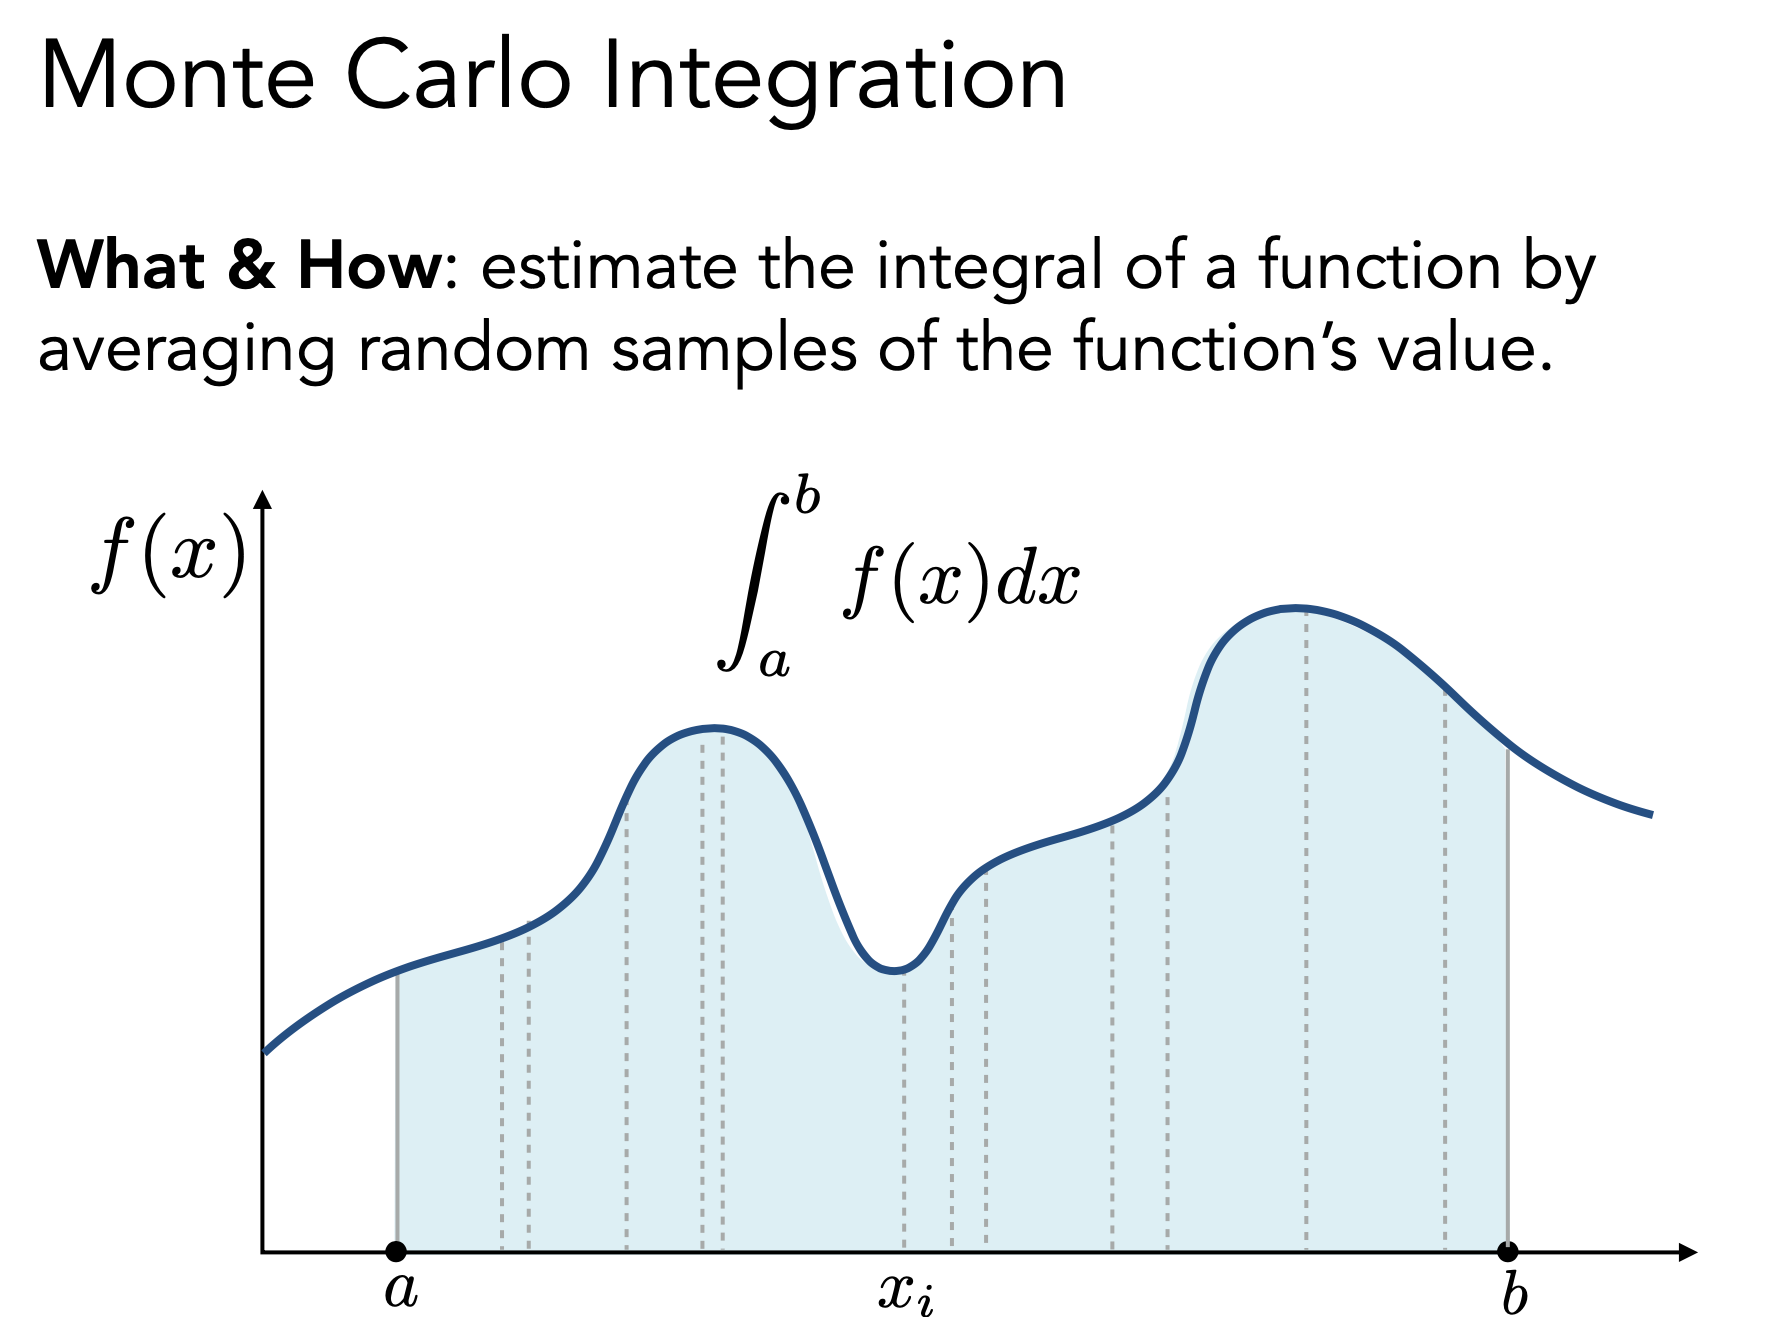 Monte Carlo Integration
What & How: estimate the integral of a function by
averaging random samples of the function’s value.
f(x)
∫_a^b f(x)dx
a
x_i
b